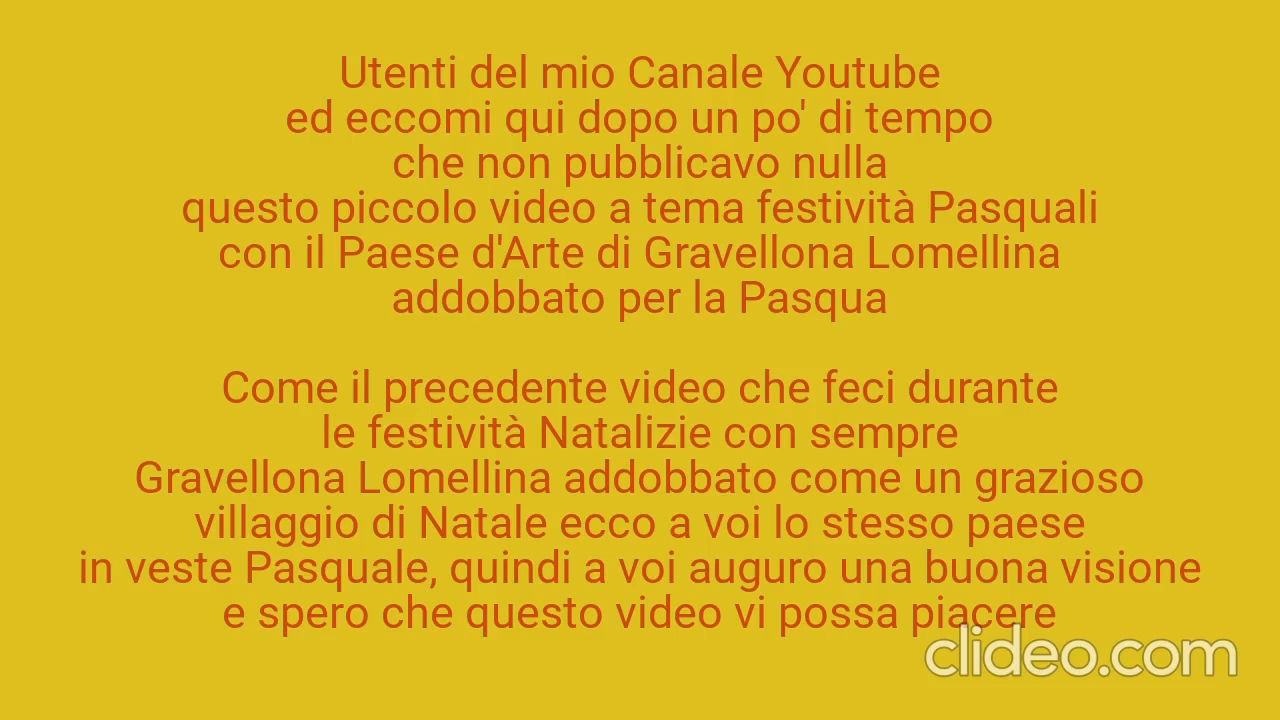 Utenti del mio Canale Youtube
ed eccomi qui dopo un po' di tempo
che non pubblicavo nulla
questo piccolo video a tema festività Pasquali
con il Paese d'Arte di Gravellona Lomellina
addobbato per la Pasqua
Come il precedente video che feci durante
le festività Natalizie con sempre
Gravellona Lomellina addobbato come un grazioso
villaggio di Natale ecco a voi lo stesso paese
in veste Pasquale, quindi a voi auguro una buona visione
e spero che questo video vi possa piacere
clideo.com